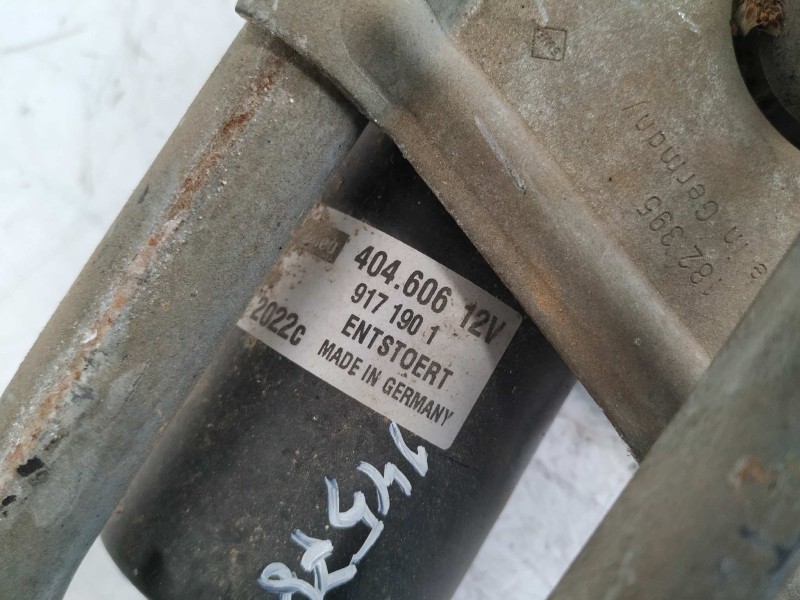 404.606 12V
917 190 1
2022c
ENTSTOERT
MADE IN GERMANY
182 395
in Germany